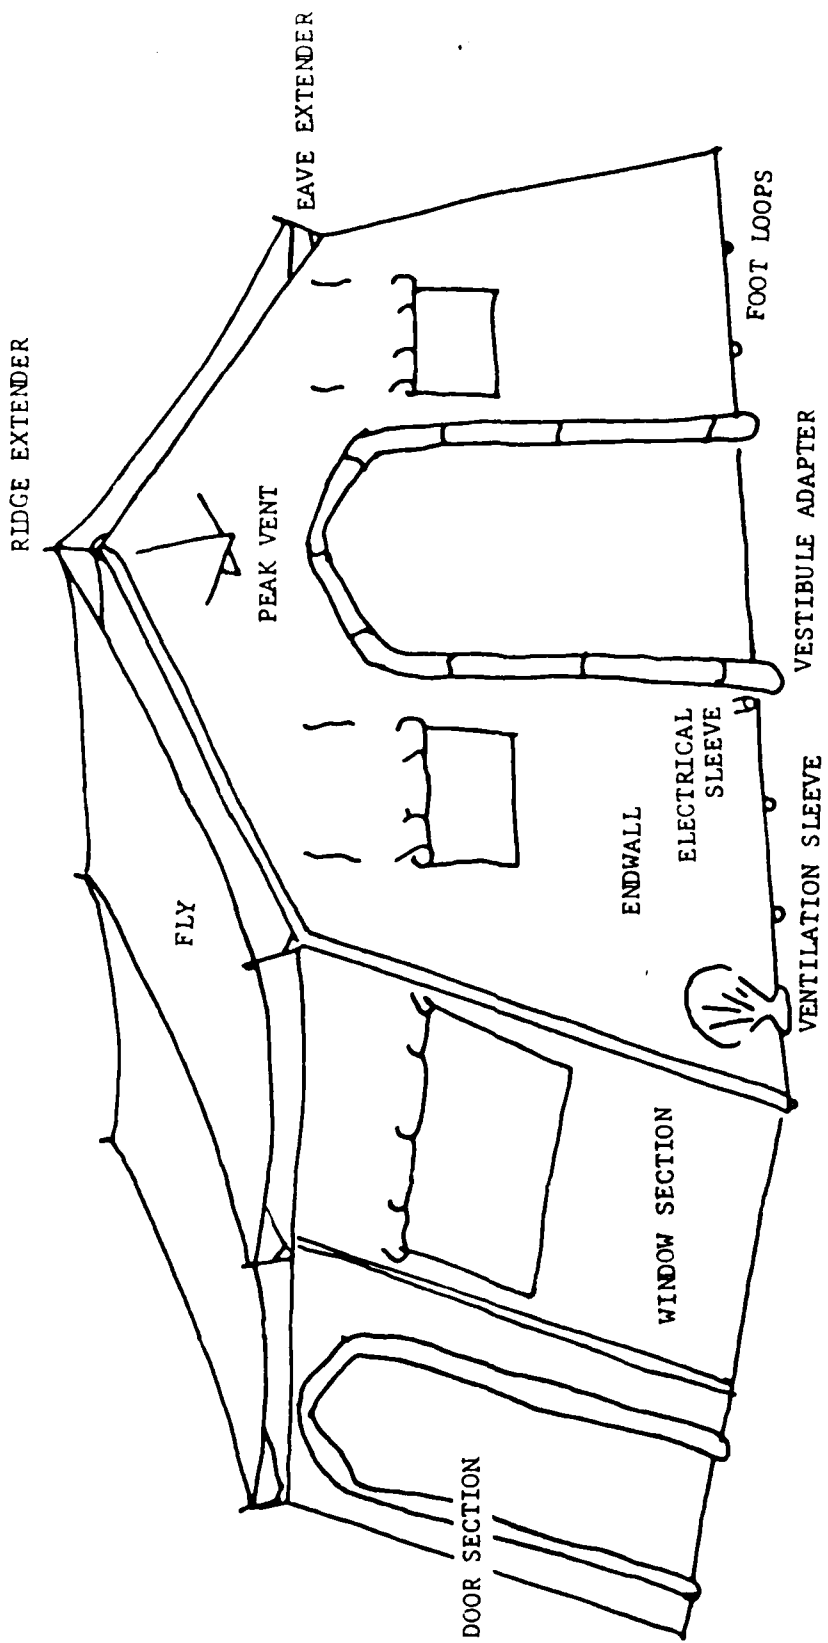 RIDGE EXTENDER
EAVE EXTENDER
FLY
PEAK VENT
FOOT LOOPS
VESTIBULE ADAPTER
ELECTRICAL
SLEEVE
ENDWALL
VENTILATION SLEEVE
WINDOW SECTION
DOOR SECTION